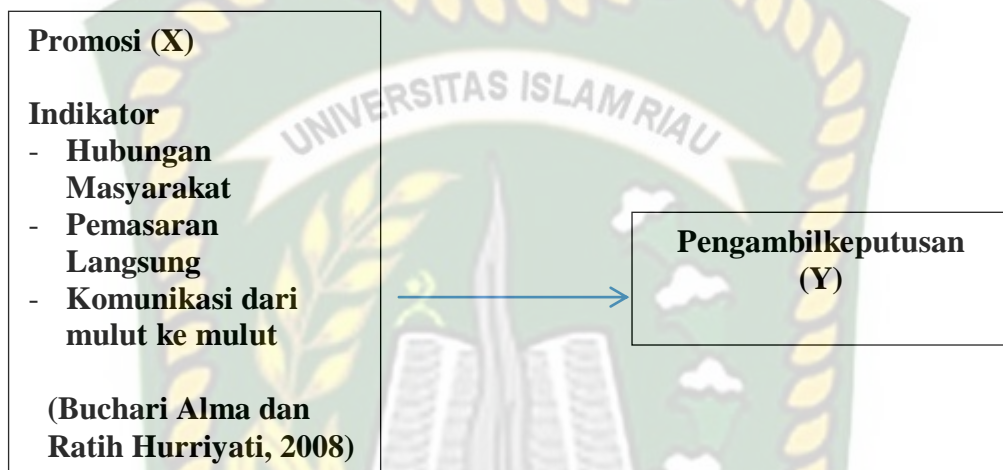 Promosi (X)
Indikator
- Hubungan
Masyarakat
- Pemasaran
Langsung
- Komunikasi dari
mulut ke mulut
(Buchari Alma dan
Ratih Hurriyati, 2008)
UNIVERSITAS ISLAM RIAU
Pengambilkeputusan
(Y)